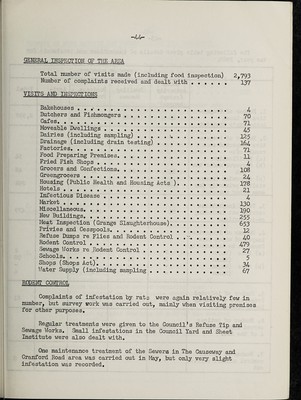 -44-
GENERAL INSPECTION OF THE AREA
Total number of visits made (including food inspection) 2,793
Number of complaints received and dealt with . . . . . . 137
VISITS AND INSPECTIONS
Bakehouses . . . . . . 4
Butchers and Fishmongers . . . . . . 70
Cafes . . . . . . 71
Moveable Dwellings . . . . . . 45
Dairies (including sampling) . . . . . . 125
Drainage (including drain testing) . . . . . . 164
Factories . . . . . . 71
Food Preparing Premises . . . . . . 11
Fried Fish Shops . . . . . . 4
Grocers and Confections . . . . . . 108
Greengrocers . . . . . . 24
Housing (Public Health and Housing Acts) . . . . . . 178
Hotels . . . . . . 21
Infectious Disease . . . . . . 4
Market . . . . . . 130
Miscellaneous . . . . . . 190
New Buildings . . . . . . 255
Meat Inspection (Grange Slaughterhouse) . . . . . . 653
Privies and Cesspools . . . . . . 12
Refuse Dumps re Flies and Rodent Control . . . . . . 40
Rodent Control . . . . . . 479
Sewage Works re Rodent Control . . . . . . 27
Schools . . . . . . 5
Shops (Shops Act) . . . . . . 34
Water Supply (including sampling . . . . . . 67
RODENT CONTROL
Complaints of infestation by rats were again relatively few in
number, but survey work was carried out, mainly when visiting premises
for other purposes.
Regular treatments were given to the Council's Refuse Tip and
Sewage Works. Small infestations in the Council Yard and Sheet
Institute were also dealt with.
One maintenance treatment of the Sewers in The Causeway and
Cranford Road area was carried out in May, but only very slight
infestation was recorded.